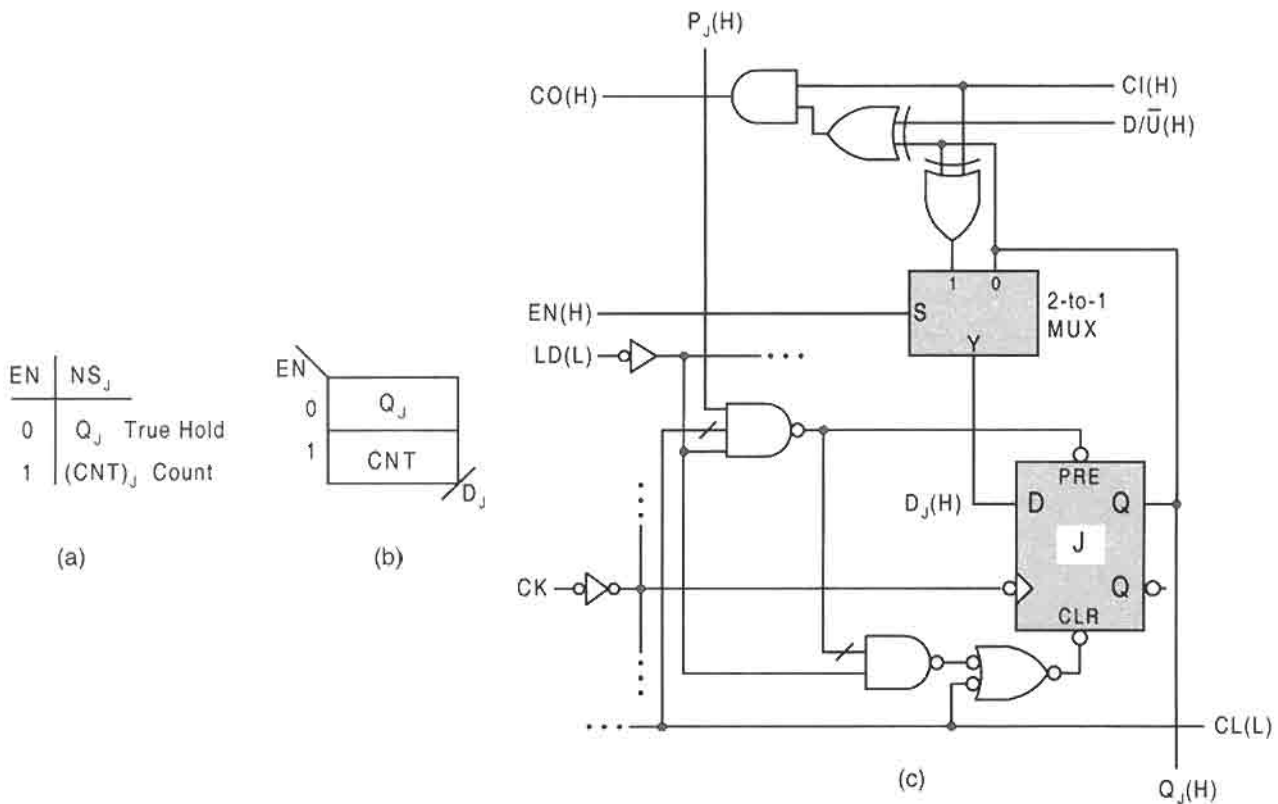 P_J(H)
CO(H)
CI(H)
D/U̅(H)
1 0
2-to-1
MUX
S
Y
EN(H)
LD(L)
EN NS_J
0 Q_J True Hold
1 (CNT)_J Count
(a)
EN
0 Q_J
1 CNT
D_J
(b)
D_J(H)
PRE
D Q
J
Q
CLR
CK
CL(L)
(c)
Q_J(H)